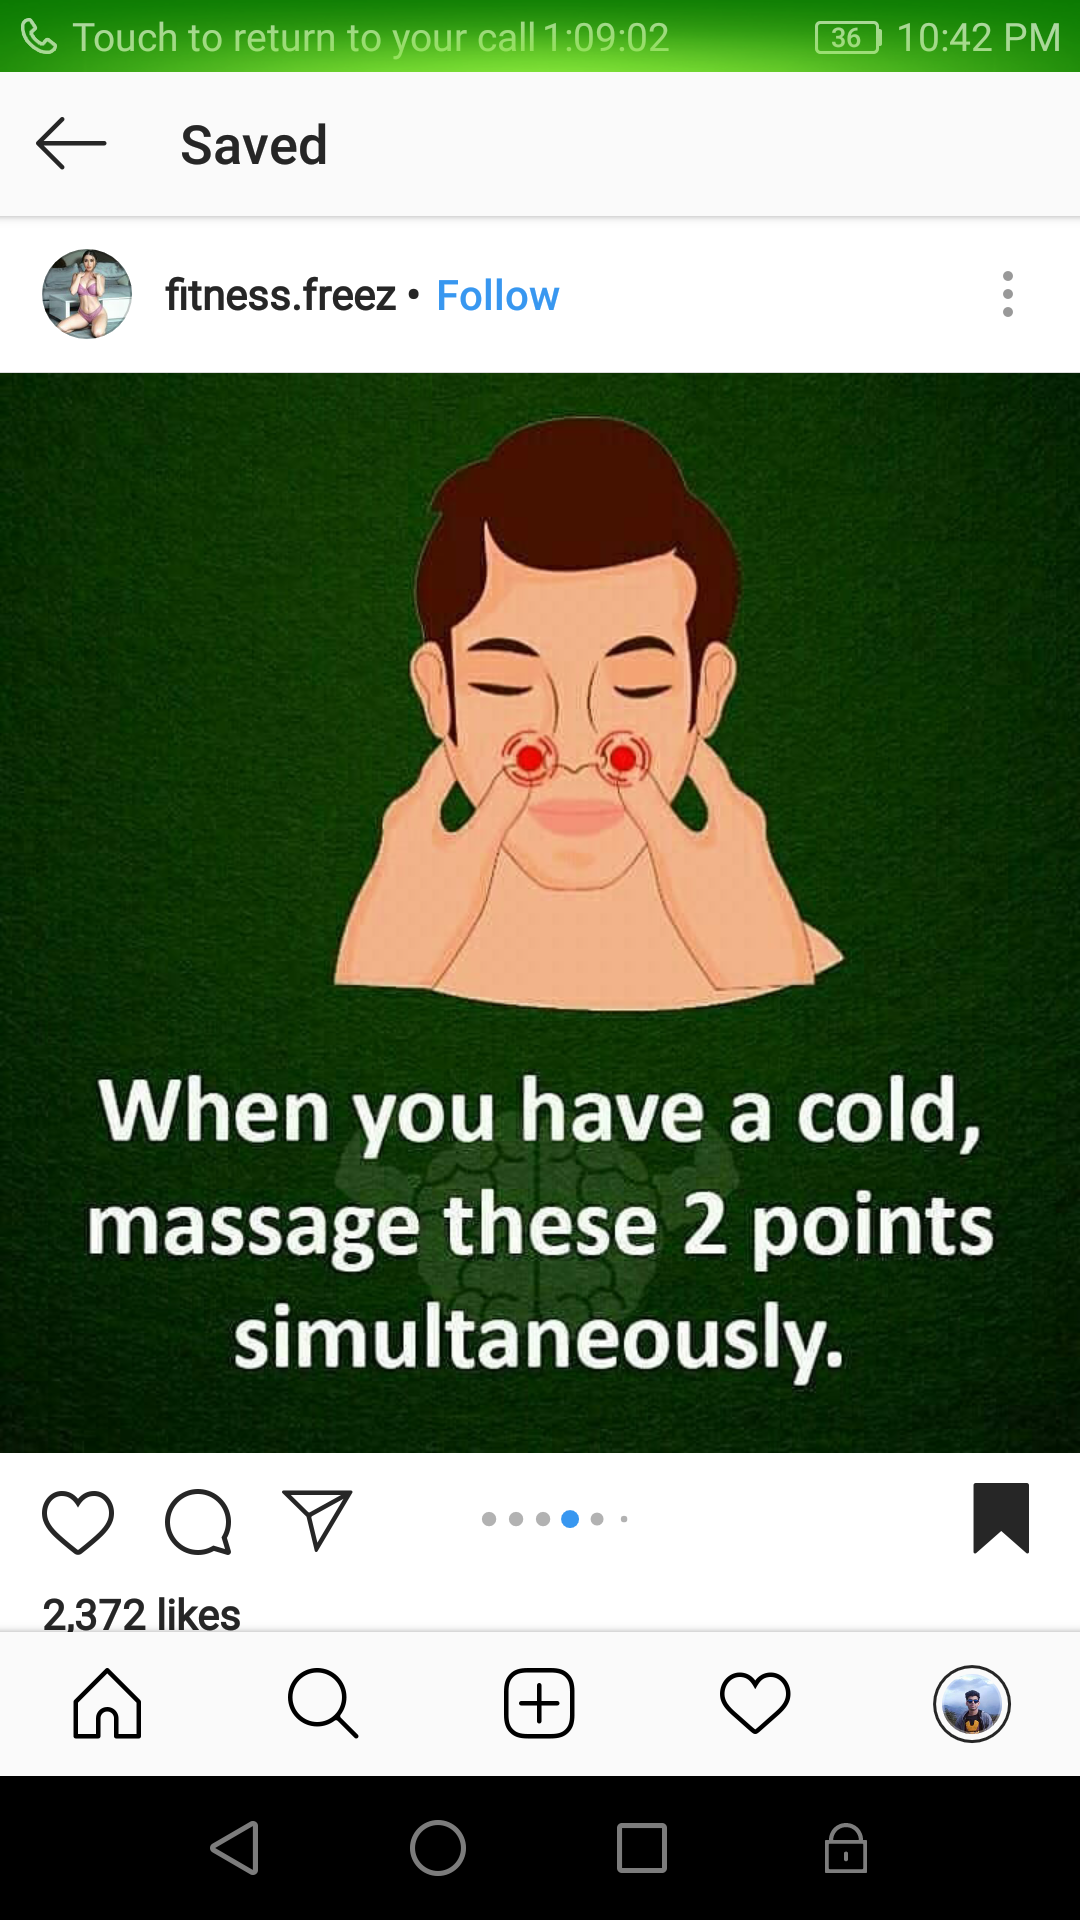 Touch to return to your call 1:09:02 36 10:42 PM
Saved
fitness.freez • Follow
When you have a cold,
massage these 2 points
simultaneously.
2,372 likes